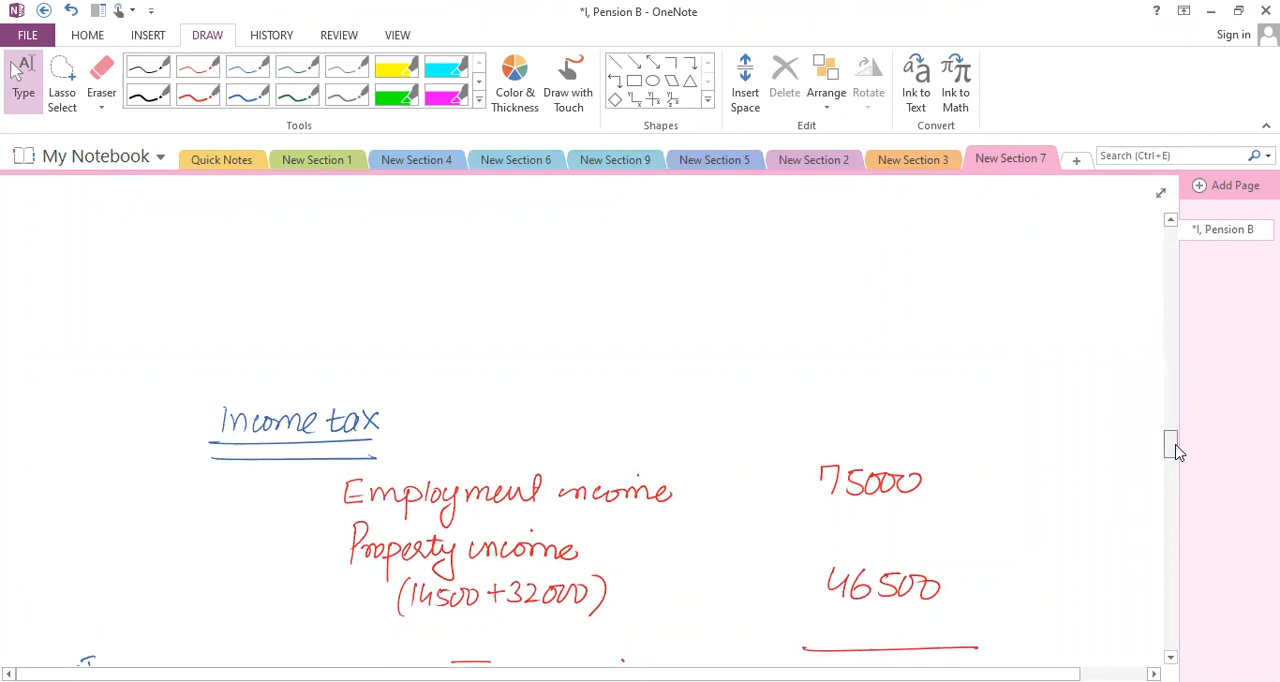 *I, Pension B - OneNote
?
FILE HOME INSERT DRAW HISTORY REVIEW VIEW
Sign in
Type
Lasso Select
Eraser
Color & Thickness
Draw with Touch
Insert Space
Delete
Arrange
Rotate
Ink to Text
Ink to Math
Tools Shapes Edit Convert
My Notebook Quick Notes New Section 1 New Section 4 New Section 6 New Section 9 New Section 5 New Section 2 New Section 3 New Section 7 Search (Ctrl+E)
Add Page
*I, Pension B
Income tax
Employment income 75000
Property income
(14500+32000) 46500